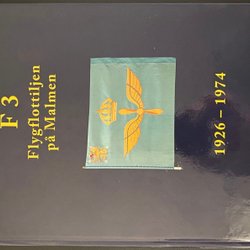 F 3
Flygflottiljen
på Malmen
1926 – 1974